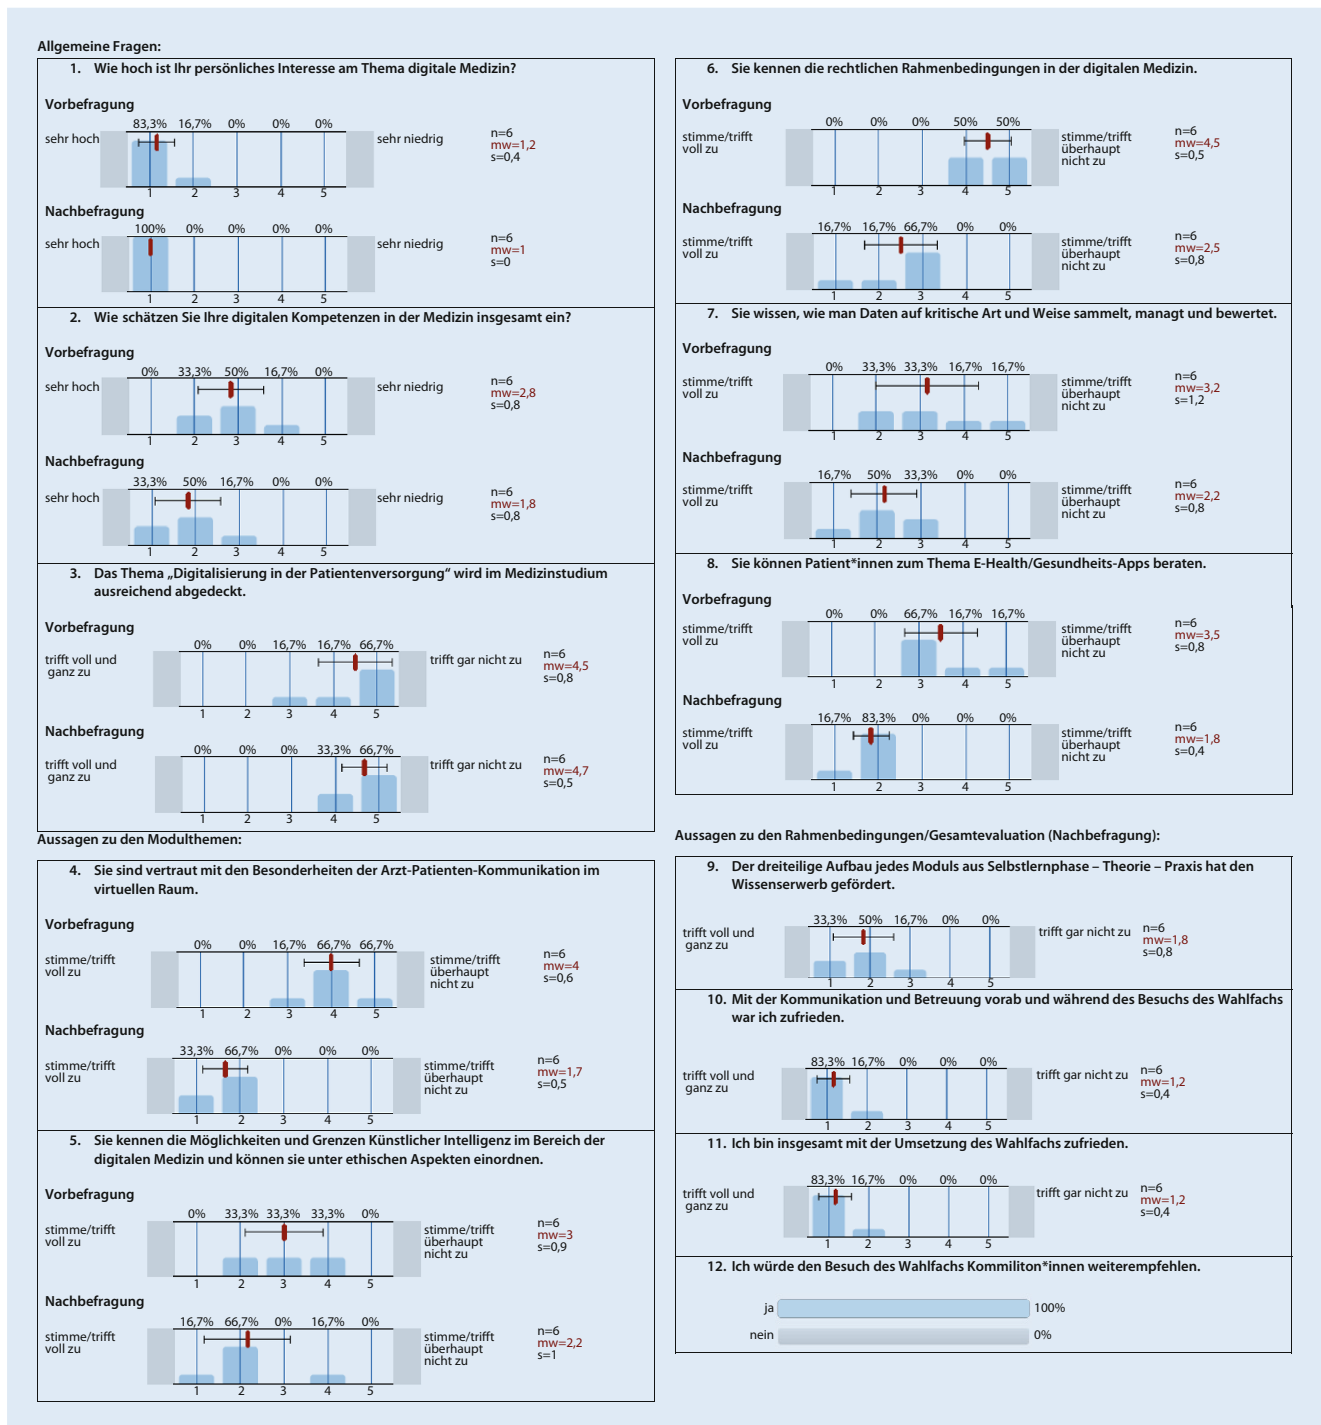 Allgemeine Fragen:
1. Wie hoch ist Ihr persönliches Interesse am Thema digitale Medizin?
Vorbefragung
83,3% 16,7% 0% 0% 0%
sehr hoch
sehr niedrig
n=6
mw=1,2
s=0,4
1 2 3 4 5
Nachbefragung
100% 0% 0% 0% 0%
sehr hoch
sehr niedrig
n=6
mw=1
s=0
1 2 3 4 5
2. Wie schätzen Sie Ihre digitalen Kompetenzen in der Medizin insgesamt ein?
Vorbefragung
0% 33,3% 50% 16,7% 0%
sehr hoch
sehr niedrig
n=6
mw=2,8
s=0,8
1 2 3 4 5
Nachbefragung
33,3% 50% 16,7% 0% 0%
sehr hoch
sehr niedrig
n=6
mw=1,8
s=0,8
1 2 3 4 5
3. Das Thema „Digitalisierung in der Patientenversorgung“ wird im Medizinstudium
ausreichend abgedeckt.
Vorbefragung
0% 0% 16,7% 16,7% 66,7%
trifft voll und
ganz zu
trifft gar nicht zu
n=6
mw=4,5
s=0,8
1 2 3 4 5
Nachbefragung
0% 0% 0% 33,3% 66,7%
trifft voll und
ganz zu
trifft gar nicht zu
n=6
mw=4,7
s=0,5
1 2 3 4 5
Aussagen zu den Modulthemen:
4. Sie sind vertraut mit den Besonderheiten der Arzt-Patienten-Kommunikation im
virtuellen Raum.
Vorbefragung
0% 0% 16,7% 66,7% 66,7%
stimme/trifft
voll zu
stimme/trifft
überhaupt
nicht zu
n=6
mw=4
s=0,6
1 2 3 4 5
Nachbefragung
33,3% 66,7% 0% 0% 0%
stimme/trifft
voll zu
stimme/trifft
überhaupt
nicht zu
n=6
mw=1,7
s=0,5
1 2 3 4 5
5. Sie kennen die Möglichkeiten und Grenzen Künstlicher Intelligenz im Bereich der
digitalen Medizin und können sie unter ethischen Aspekten einordnen.
Vorbefragung
0% 33,3% 33,3% 33,3% 0%
stimme/trifft
voll zu
stimme/trifft
überhaupt
nicht zu
n=6
mw=3
s=0,9
1 2 3 4 5
Nachbefragung
16,7% 66,7% 0% 16,7% 0%
stimme/trifft
voll zu
stimme/trifft
überhaupt
nicht zu
n=6
mw=2,2
s=1
1 2 3 4 5
6. Sie kennen die rechtlichen Rahmenbedingungen in der digitalen Medizin.
Vorbefragung
0% 0% 0% 50% 50%
stimme/trifft
voll zu
stimme/trifft
überhaupt
nicht zu
n=6
mw=4,5
s=0,5
1 2 3 4 5
Nachbefragung
16,7% 16,7% 66,7% 0% 0%
stimme/trifft
voll zu
stimme/trifft
überhaupt
nicht zu
n=6
mw=2,5
s=0,8
1 2 3 4 5
7. Sie wissen, wie man Daten auf kritische Art und Weise sammelt, managt und bewertet.
Vorbefragung
0% 33,3% 33,3% 16,7% 16,7%
stimme/trifft
voll zu
stimme/trifft
überhaupt
nicht zu
n=6
mw=3,2
s=1,2
1 2 3 4 5
Nachbefragung
16,7% 50% 33,3% 0% 0%
stimme/trifft
voll zu
stimme/trifft
überhaupt
nicht zu
n=6
mw=2,2
s=0,8
1 2 3 4 5
8. Sie können Patient*innen zum Thema E-Health/Gesundheits-Apps beraten.
Vorbefragung
0% 0% 66,7% 16,7% 16,7%
stimme/trifft
voll zu
stimme/trifft
überhaupt
nicht zu
n=6
mw=3,5
s=0,8
1 2 3 4 5
Nachbefragung
16,7% 83,3% 0% 0% 0%
stimme/trifft
voll zu
stimme/trifft
überhaupt
nicht zu
n=6
mw=1,8
s=0,4
1 2 3 4 5
Aussagen zu den Rahmenbedingungen/Gesamtevaluation (Nachbefragung):
9. Der dreiteilige Aufbau jedes Moduls aus Selbstlernphase – Theorie – Praxis hat den
Wissenserwerb gefördert.
33,3% 50% 16,7% 0% 0%
trifft voll und
ganz zu
trifft gar nicht zu
n=6
mw=1,8
s=0,8
1 2 3 4 5
10. Mit der Kommunikation und Betreuung vorab und während des Besuchs des Wahlfachs
war ich zufrieden.
83,3% 16,7% 0% 0% 0%
trifft voll und
ganz zu
trifft gar nicht zu
n=6
mw=1,2
s=0,4
1 2 3 4 5
11. Ich bin insgesamt mit der Umsetzung des Wahlfachs zufrieden.
83,3% 16,7% 0% 0% 0%
trifft voll und
ganz zu
trifft gar nicht zu
n=6
mw=1,2
s=0,4
1 2 3 4 5
12. Ich würde den Besuch des Wahlfachs Kommiliton*innen weiterempfehlen.
ja 100%
nein 0%